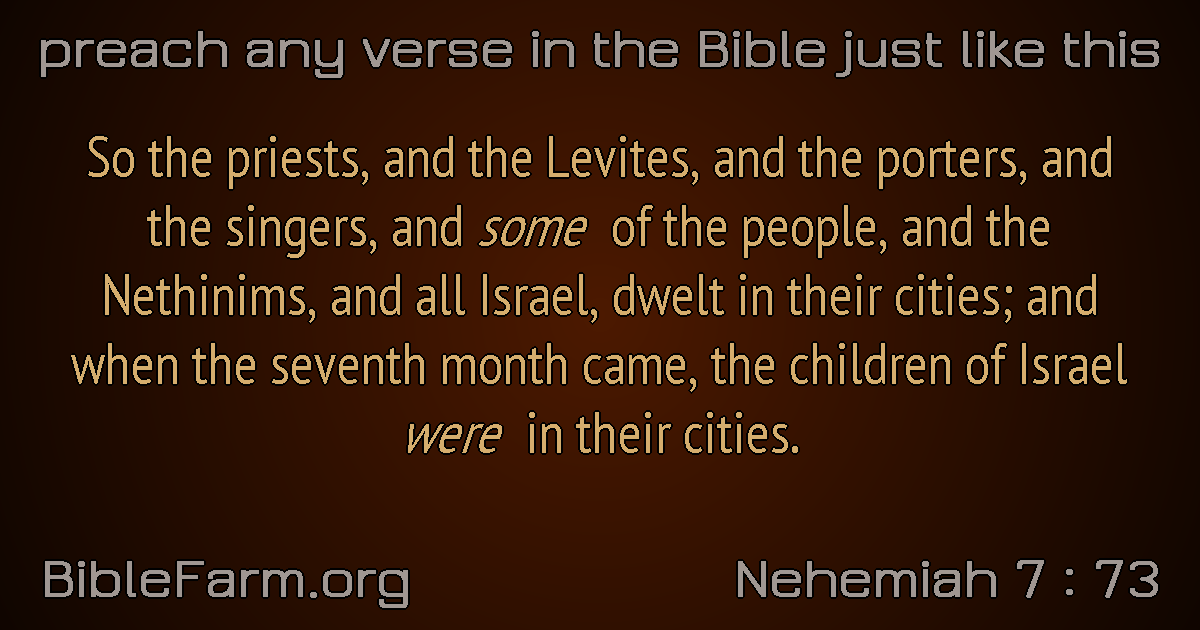 preach any verse in the Bible just like this
So the priests, and the Levites, and the porters, and
the singers, and some of the people, and the
Nethinims, and all Israel, dwelt in their cities; and
when the seventh month came, the children of Israel
were in their cities.
BibleFarm.org
Nehemiah 7 : 73